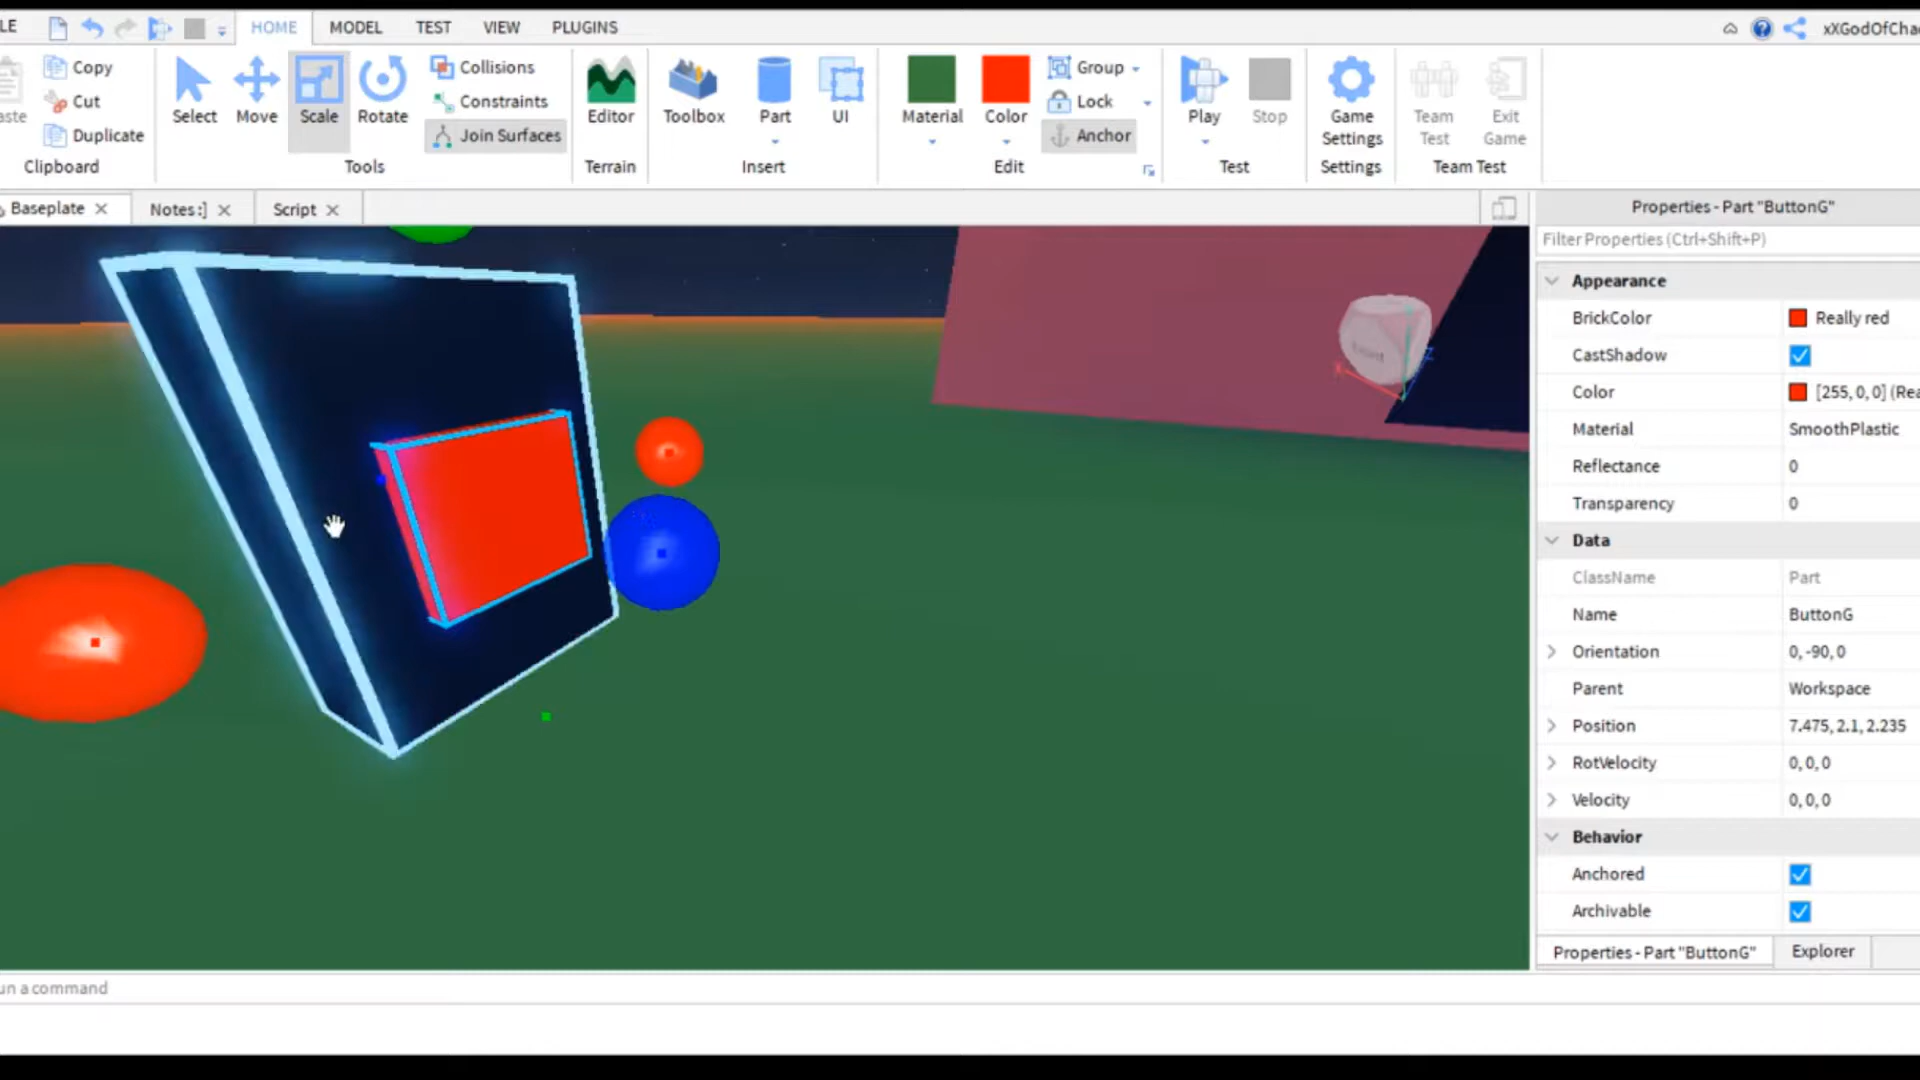 LE HOME MODEL TEST VIEW PLUGINS xXGodOfChao
Copy Collisions Group
aste Cut Select Move Scale Rotate Constraints Editor Toolbox Part UI Material Color Lock Play Stop Game Settings Team Test Exit Game
Duplicate Join Surfaces Anchor
Clipboard Tools Terrain Insert Edit Test Settings Team Test
Baseplate Notes:] Script
Properties - Part "ButtonG"
Filter Properties (Ctrl+Shift+P)
Appearance
BrickColor Really red
CastShadow
Color [255, 0, 0] (Rea
Material SmoothPlastic
Reflectance 0
Transparency 0
Data
ClassName Part
Name ButtonG
Orientation 0, -90, 0
Parent Workspace
Position 7.475, 2.1, 2.235
RotVelocity 0, 0, 0
Velocity 0, 0, 0
Behavior
Anchored
Archivable
Properties - Part "ButtonG" Explorer
un a command